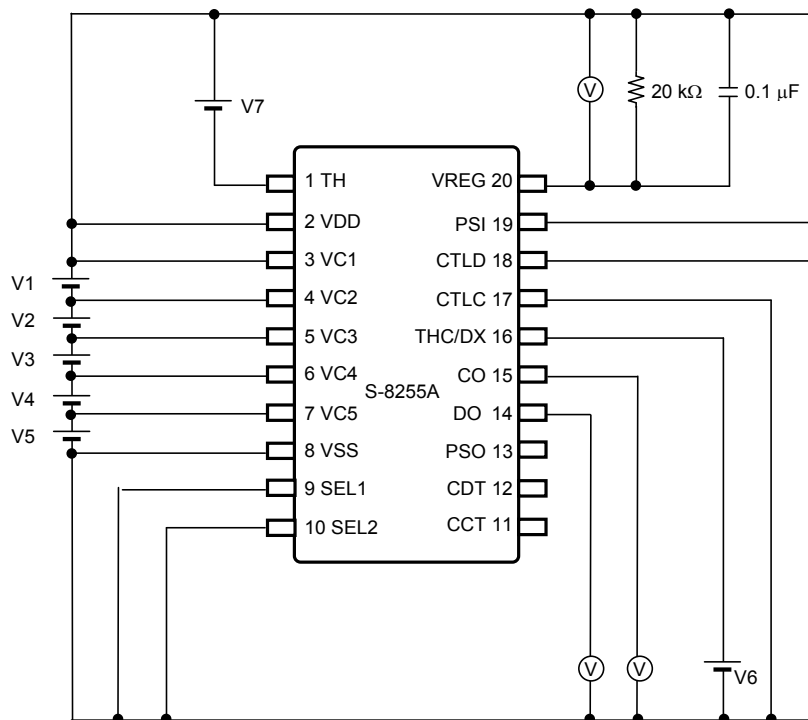 V7
V
20 kΩ
0.1 μF
1 TH
VREG 20
2 VDD
PSI 19
3 VC1
CTLD 18
V1
4 VC2
CTLC 17
V2
5 VC3
THC/DX 16
V3
6 VC4
CO 15
S-8255A
V4
7 VC5
DO 14
V5
8 VSS
PSO 13
9 SEL1
CDT 12
10 SEL2
CCT 11
V
V
V6